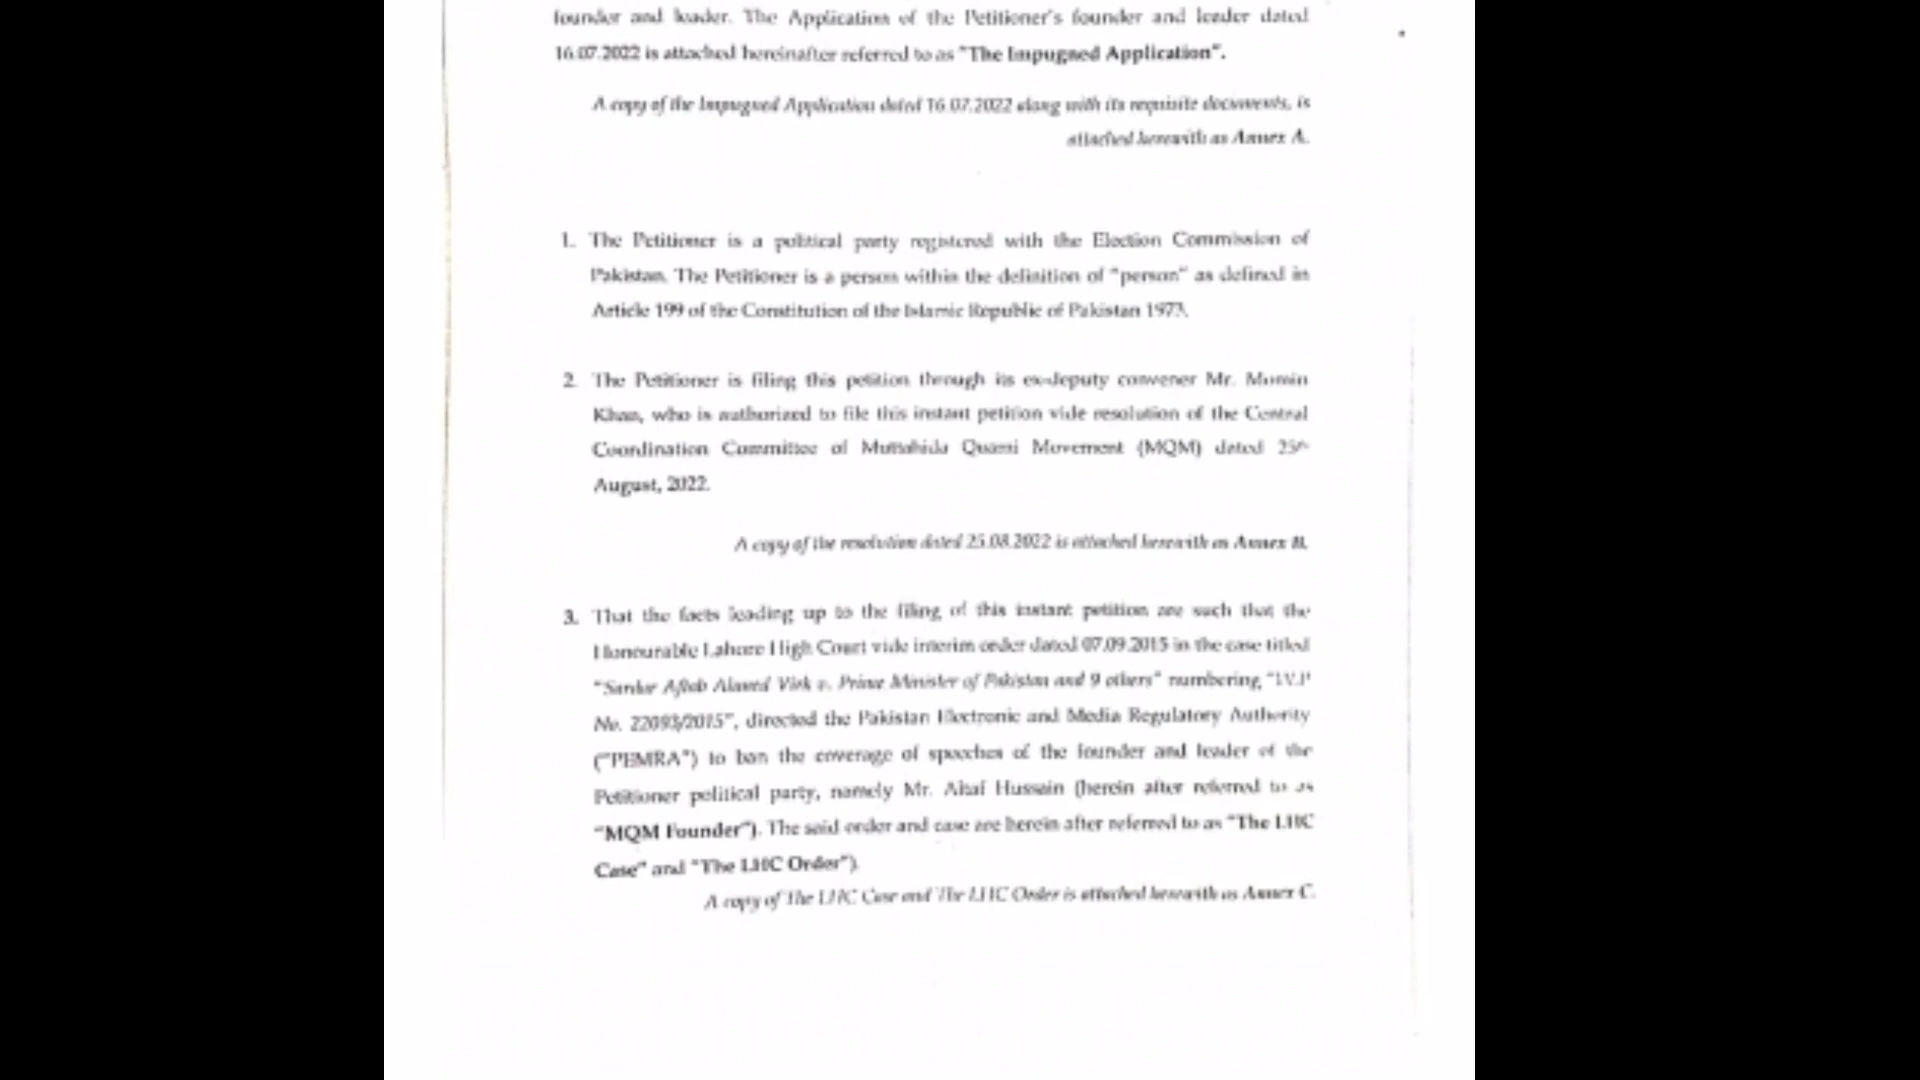 founder and leader. The Application of the Petitioner's founder and leader dated
16.07.2022 is attached hereinafter referred to as "The Impugned Application".
A copy of the Impugned Application dated 16.07.2022 along with its requisite documents, is
attached herewith as Annex A.
1. The Petitioner is a political party registered with the Election Commission of
Pakistan. The Petitioner is a person within the definition of "person" as defined in
Article 199 of the Constitution of the Islamic Republic of Pakistan 1973.
2. The Petitioner is filing this petition through its ex-deputy convener Mr. Momin
Khan, who is authorized to file this instant petition vide resolution of the Central
Coordination Committee of Muttahida Quami Movement (MQM) dated 25th
August, 2022.
A copy of the resolution dated 25.08.2022 is attached herewith as Annex B.
3. That the facts leading up to the filing of this instant petition are such that the
Honourable Lahore High Court vide interim order dated 07.09.2015 in the case titled
"Sardar Aftab Ahmed Virk v. Prime Minister of Pakistan and 9 others" numbering "W.P
No. 22093/2015", directed the Pakistan Electronic and Media Regulatory Authority
("PEMRA") to ban the coverage of speeches of the founder and leader of the
Petitioner political party, namely Mr. Altaf Hussain (herein after referred to as
"MQM Founder"). The said order and case are herein after referred to as "The LHC
Case" and "The LHC Order").
A copy of The LHC Case and The LHC Order is attached herewith as Annex C.